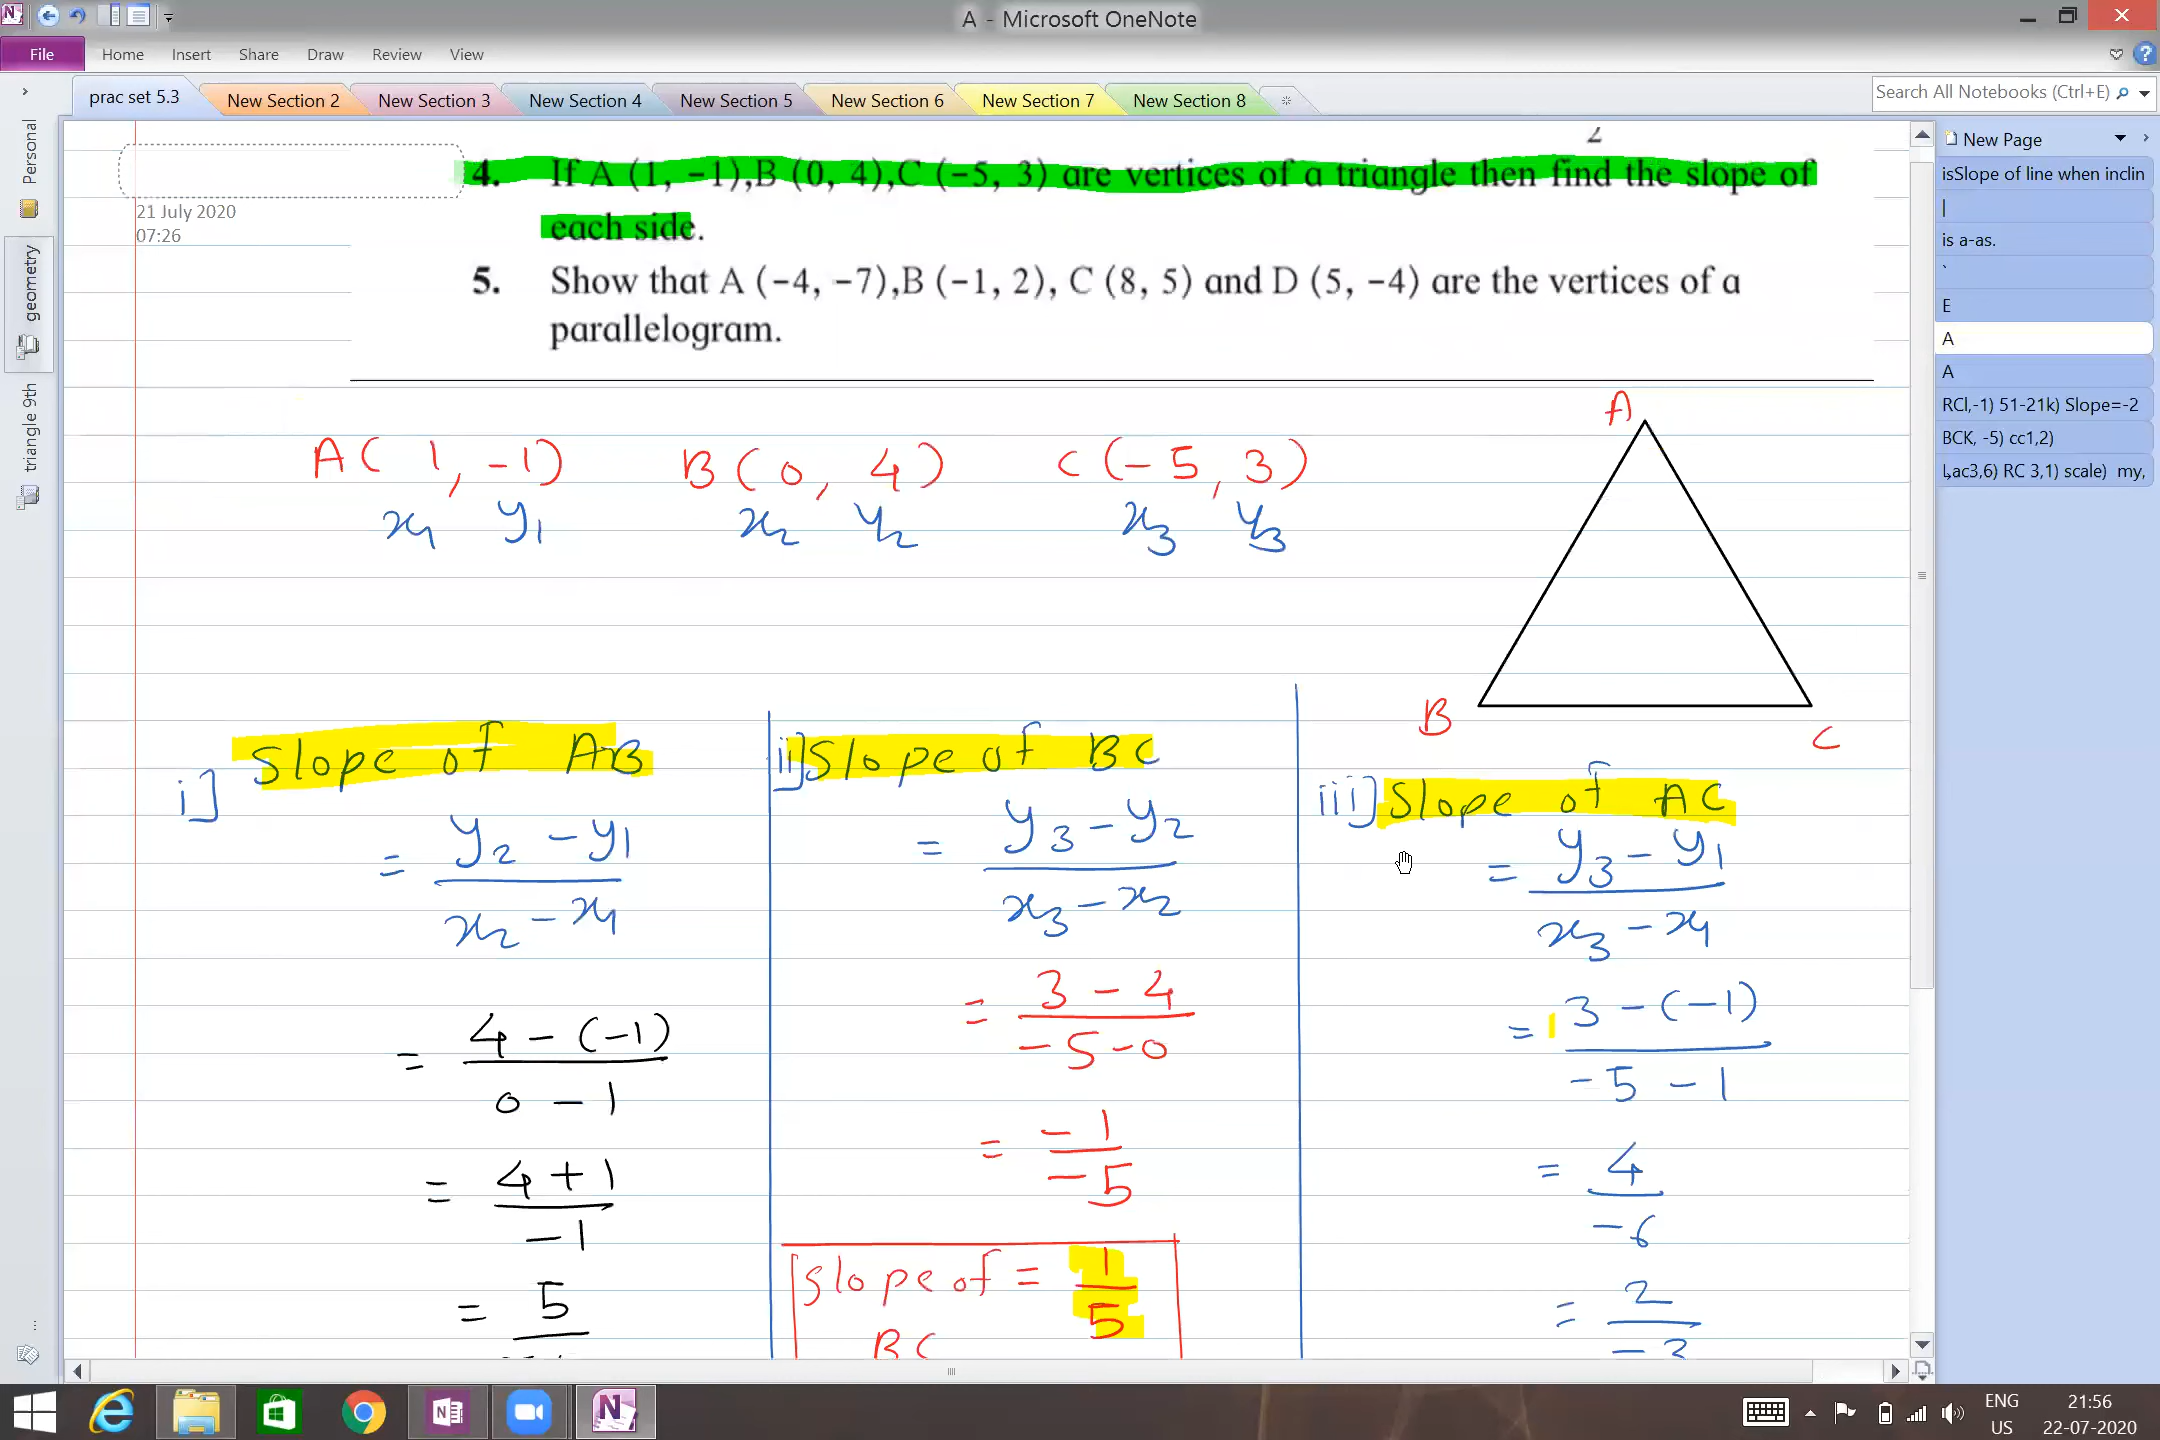 A - Microsoft OneNote
File Home Insert Share Draw Review View
prac set 5.3 New Section 2 New Section 3 New Section 4 New Section 5 New Section 6 New Section 7 New Section 8
Search All Notebooks (Ctrl+E)
Personal
geometry
triangle 9th
21 July 2020
07:26
4. If A (1, −1),B (0, 4),C (−5, 3) are vertices of a triangle then find the slope of
each side.
5. Show that A (−4, −7),B (−1, 2), C (8, 5) and D (5, −4) are the vertices of a
parallelogram.
A ( 1, -1) B ( 0, 4) C (-5, 3)
x1 y1 x2 y2 x3 y3
A
B
C
i] Slope of AB
= y2 - y1
x2 - x1
= 4 - (-1)
0 - 1
= 4 + 1
-1
= 5
ii] Slope of BC
= y3 - y2
x3 - x2
= 3 - 4
-5 - 0
= -1
-5
Slope of = 1
5
BC
iii] Slope of AC
= y3 - y1
x3 - x1
= 3 - (-1)
-5 - 1
= 4
-6
= 2
-3
New Page
isSlope of line when inclin
|
is a-as.
`
E
A
A
RCl,-1) 51-21k) Slope=-2
BCK, -5) cc1,2)
l,ac3,6) RC 3,1) scale) my,
ENG
US
21:56
22-07-2020